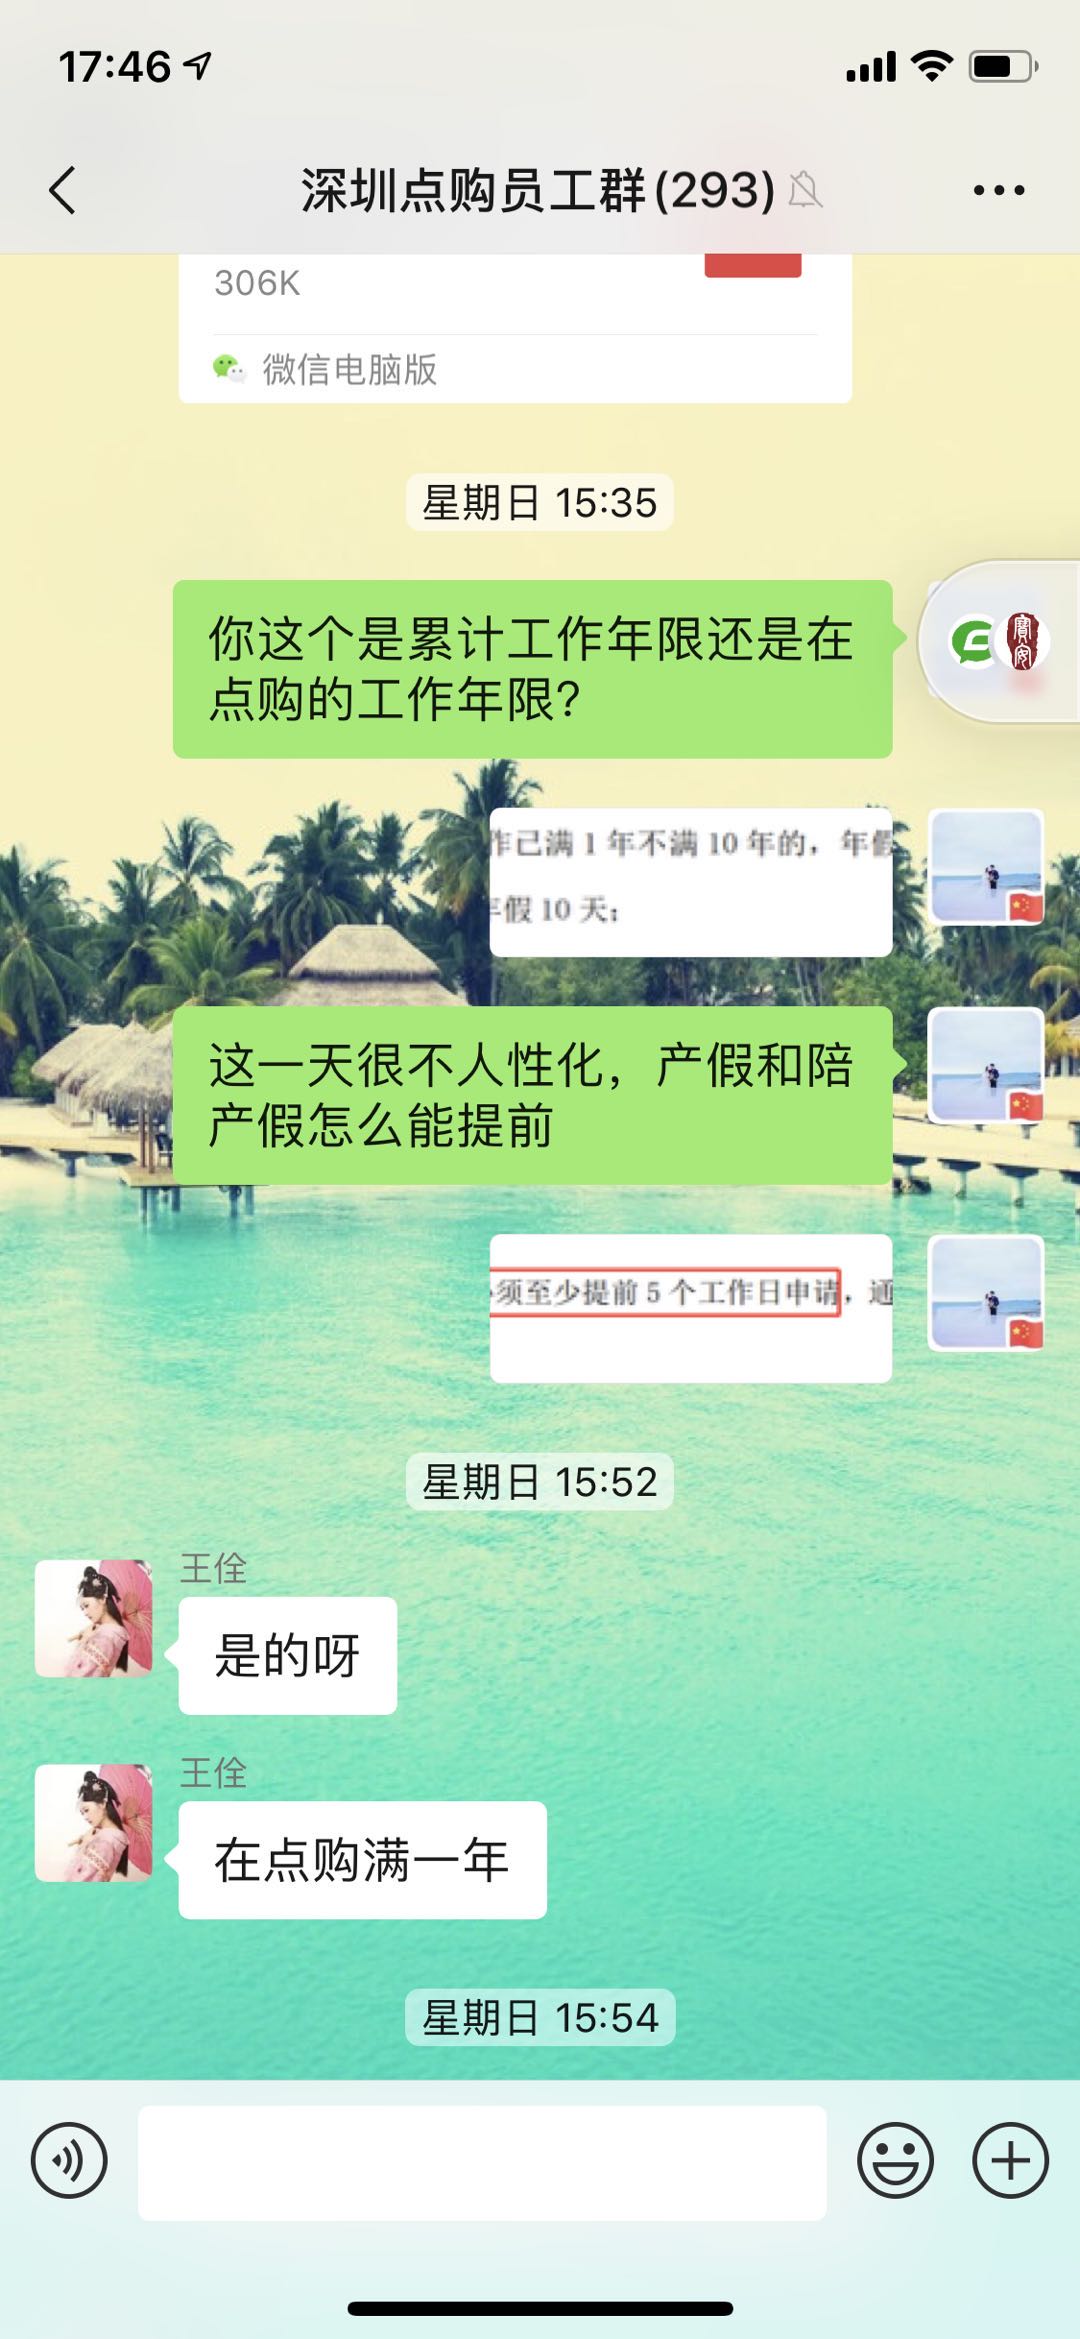 17:46
深圳点购员工群(293)
306K
微信电脑版
星期日 15:35
你这个是累计工作年限还是在
点购的工作年限?
寳安
作已满 1 年不满 10 年的，年假
假 10 天；
这一天很不人性化，产假和陪
产假怎么能提前
须至少提前 5 个工作日申请，通
星期日 15:52
王佺
是的呀
王佺
在点购满一年
星期日 15:54